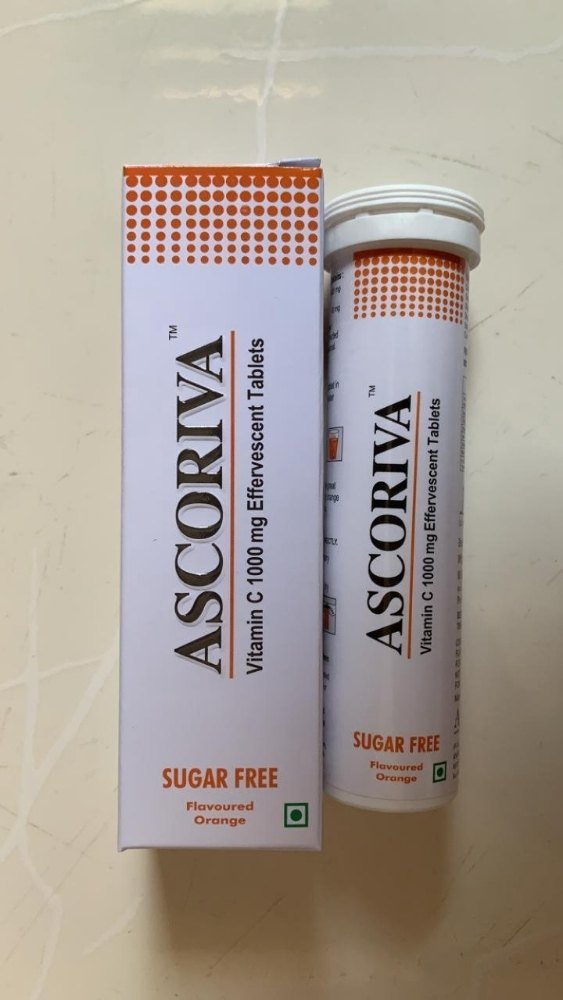 ASCORIVA™
Vitamin C 1000 mg Effervescent Tablets
SUGAR FREE
Flavoured
Orange
ASCORIVA™
Vitamin C 1000 mg Effervescent Tablets
SUGAR FREE
Flavoured
Orange